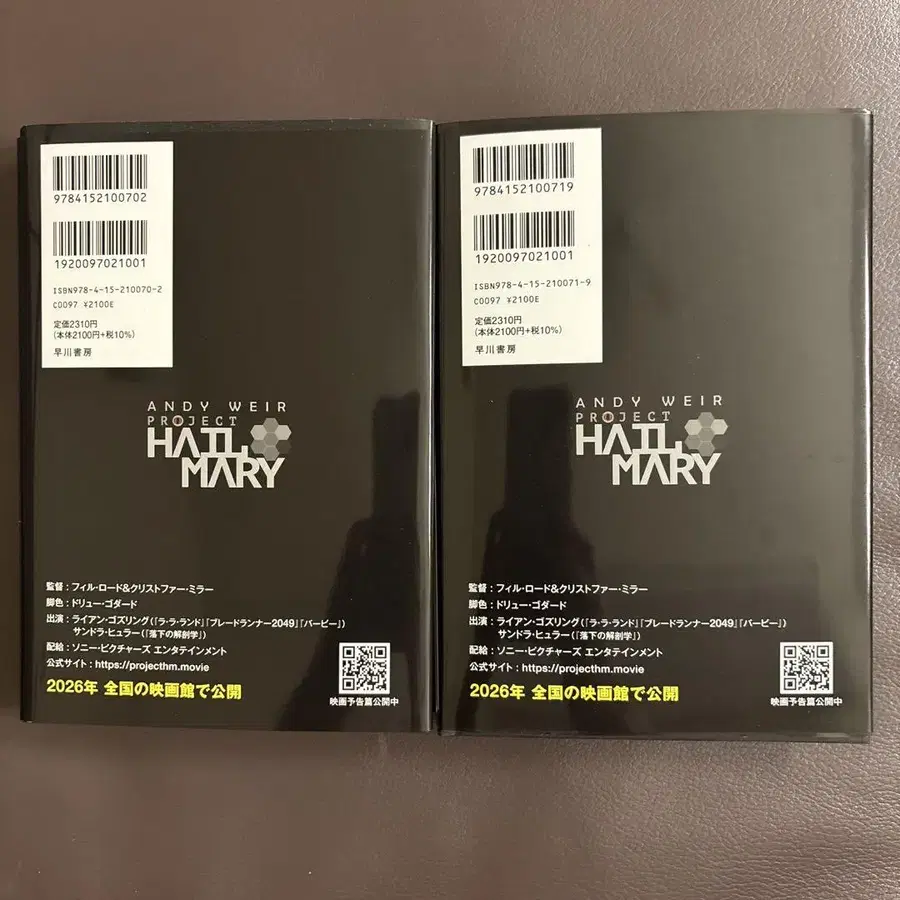 9784152100702
1920097021001
ISBN978-4-15-210070-2
C0097 ¥2100E
定価2310円
(本体2100円+税10%)
早川書房
ANDY WEIR
PROJECT
HAIL
MARY
監督:フィル・ロード&クリストファー・ミラー
脚色:ドリュー・ゴダード
出演:ライアン・ゴズリング(『ラ・ラ・ランド』『ブレードランナー2049』『バービー』)
サンドラ・ヒュラー(『落下の解剖学』)
配給:ソニー・ピクチャーズ エンタテインメント
公式サイト:https://projecthm.movie
2026年 全国の映画館で公開
映画予告篇公開中
9784152100719
1920097021001
ISBN978-4-15-210071-9
C0097 ¥2100E
定価2310円
(本体2100円+税10%)
早川書房
ANDY WEIR
PROJECT
HAIL
MARY
監督:フィル・ロード&クリストファー・ミラー
脚色:ドリュー・ゴダード
出演:ライアン・ゴズリング(『ラ・ラ・ランド』『ブレードランナー2049』『バービー』)
サンドラ・ヒュラー(『落下の解剖学』)
配給:ソニー・ピクチャーズ エンタテインメント
公式サイト:https://projecthm.movie
2026年 全国の映画館で公開
映画予告篇公開中